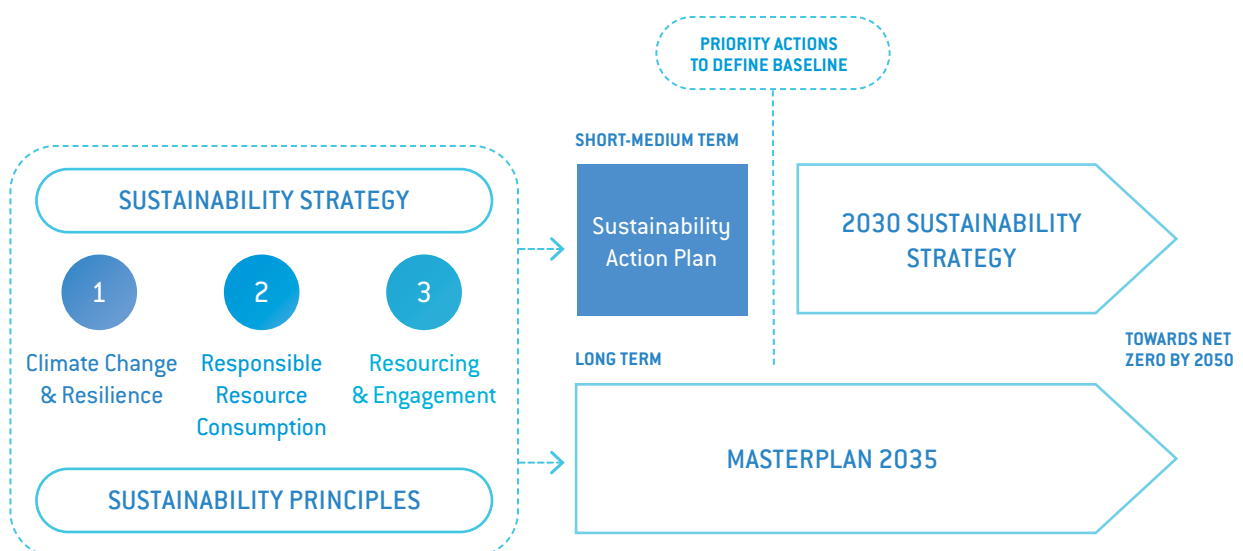 PRIORITY ACTIONS
TO DEFINE BASELINE
SUSTAINABILITY STRATEGY
1
2
3
Climate Change
& Resilience
Responsible
Resource
Consumption
Resourcing
& Engagement
SUSTAINABILITY PRINCIPLES
SHORT-MEDIUM TERM
Sustainability
Action Plan
2030 SUSTAINABILITY
STRATEGY
LONG TERM
MASTERPLAN 2035
TOWARDS NET
ZERO BY 2050